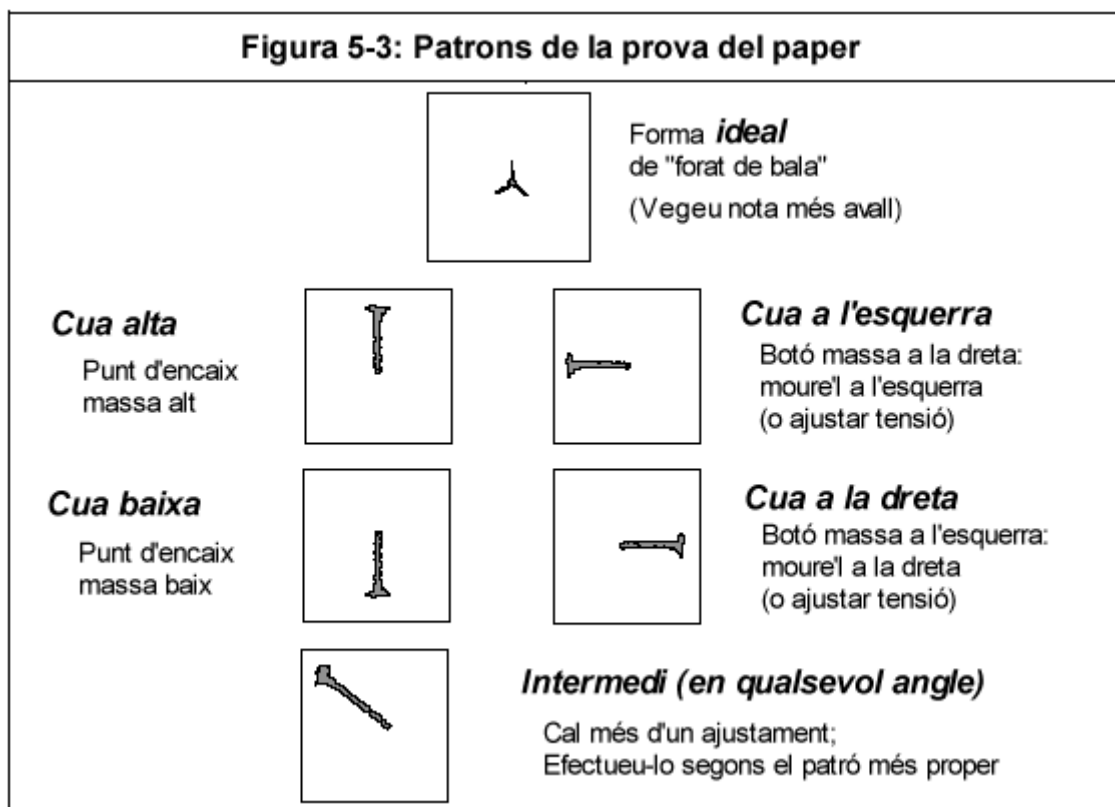 Figura 5-3: Patrons de la prova del paper
Forma ideal
de "forat de bala"
(Vegeu nota més avall)
Cua alta
Punt d'encaix
massa alt
Cua a l'esquerra
Botó massa a la dreta:
moure'l a l'esquerra
(o ajustar tensió)
Cua baixa
Punt d'encaix
massa baix
Cua a la dreta
Botó massa a l'esquerra:
moure'l a la dreta
(o ajustar tensió)
Intermedi (en qualsevol angle)
Cal més d'un ajustament;
Efectueu-lo segons el patró més proper